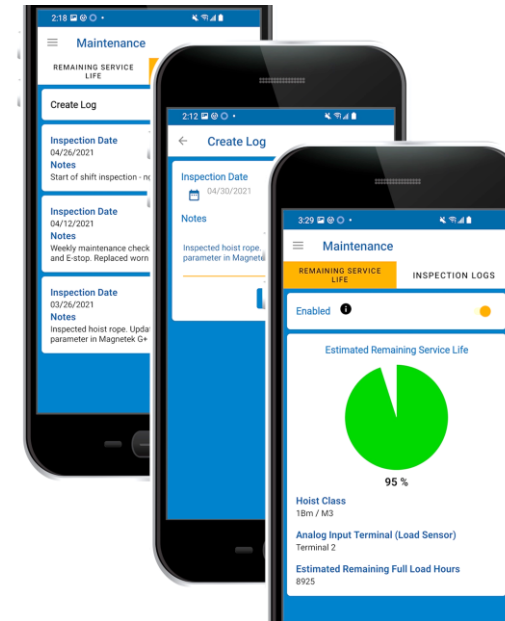 2:18
Maintenance
REMAINING SERVICE
LIFE
Create Log
Inspection Date
04/26/2021
Notes
Start of shift inspection -
Inspection Date
04/12/2021
Notes
Weekly maintenance check
and E-stop. Replaced worn
Inspection Date
03/26/2021
Notes
Inspected hoist rope.
parameter in Magnetek G+
2:12
Create Log
Inspection Date
04/30/2021
Notes
Inspected hoist rope.
parameter in
3:29
Maintenance
REMAINING SERVICE
LIFE
INSPECTION LOGS
Enabled
Estimated Remaining Service Life
95 %
Hoist Class
1Bm / M3
Analog Input Terminal (Load Sensor)
Terminal 2
Estimated Remaining Full Load Hours
8925